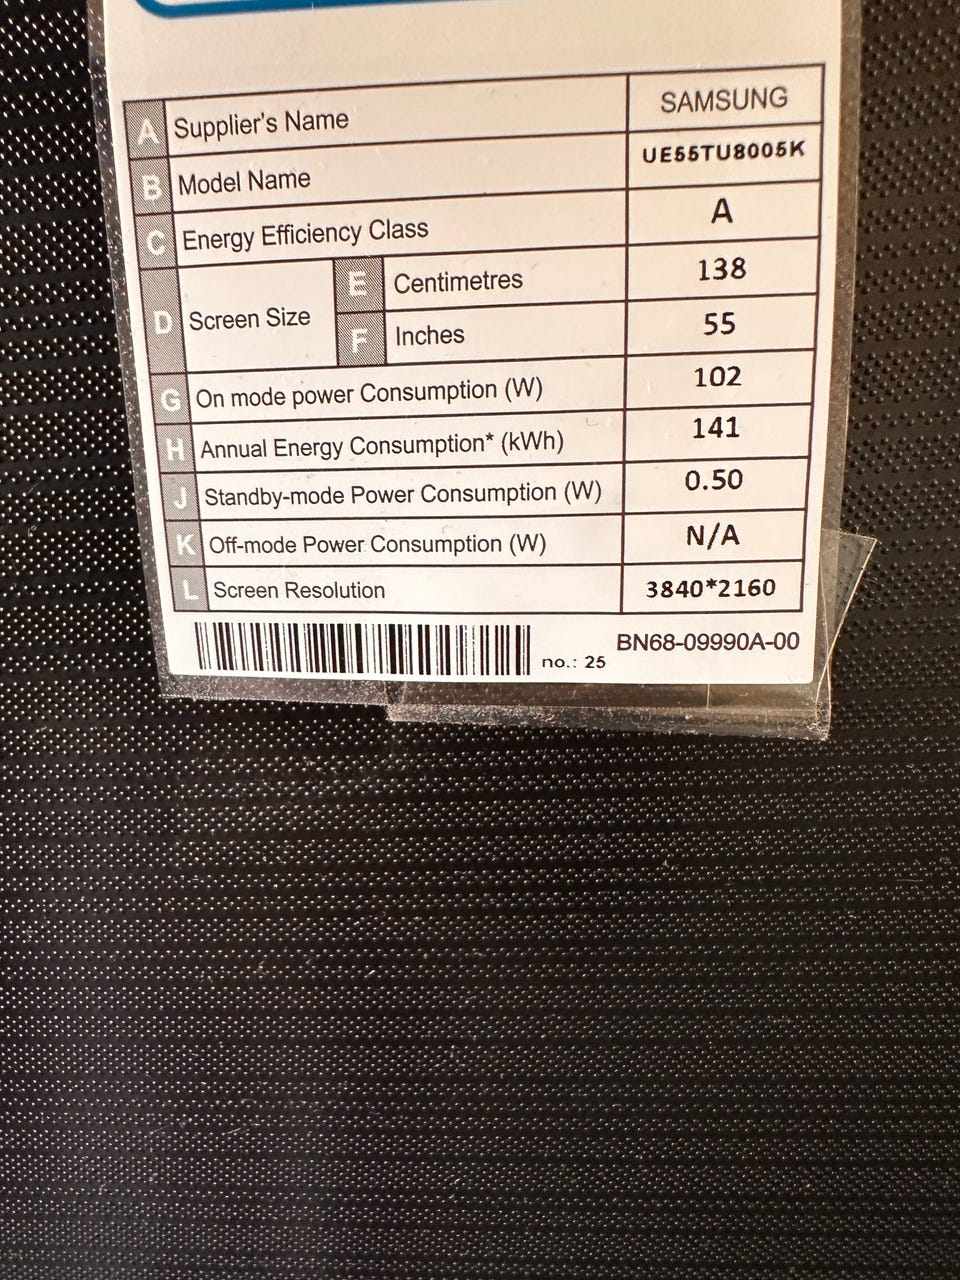 A Supplier's Name SAMSUNG
B Model Name UE55TU8005K
C Energy Efficiency Class A
D Screen Size E Centimetres 138
F Inches 55
G On mode power Consumption (W) 102
H Annual Energy Consumption* (kWh) 141
J Standby-mode Power Consumption (W) 0.50
K Off-mode Power Consumption (W) N/A
L Screen Resolution 3840*2160
no.: 25 BN68-09990A-00